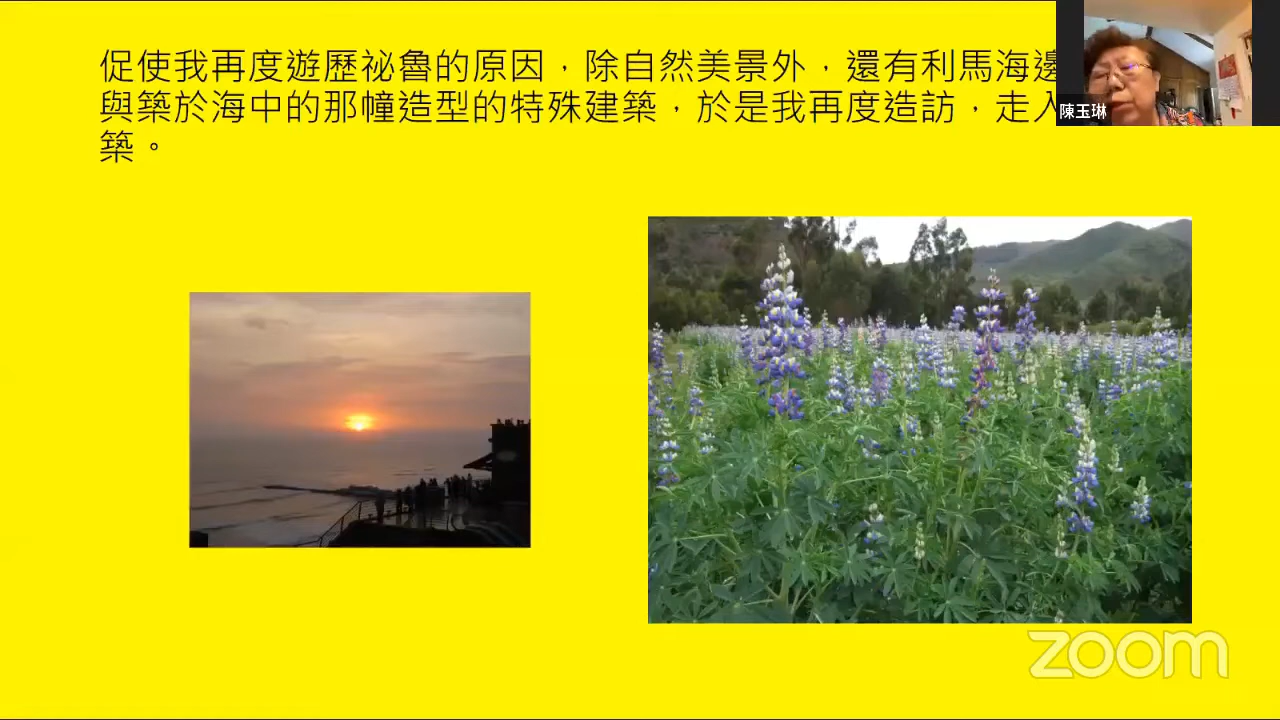 促使我再度遊歷祕魯的原因，除自然美景外，還有利馬海邊
與築於海中的那幢造型的特殊建築，於是我再度造訪，走入
築。
陳玉琳
zoom